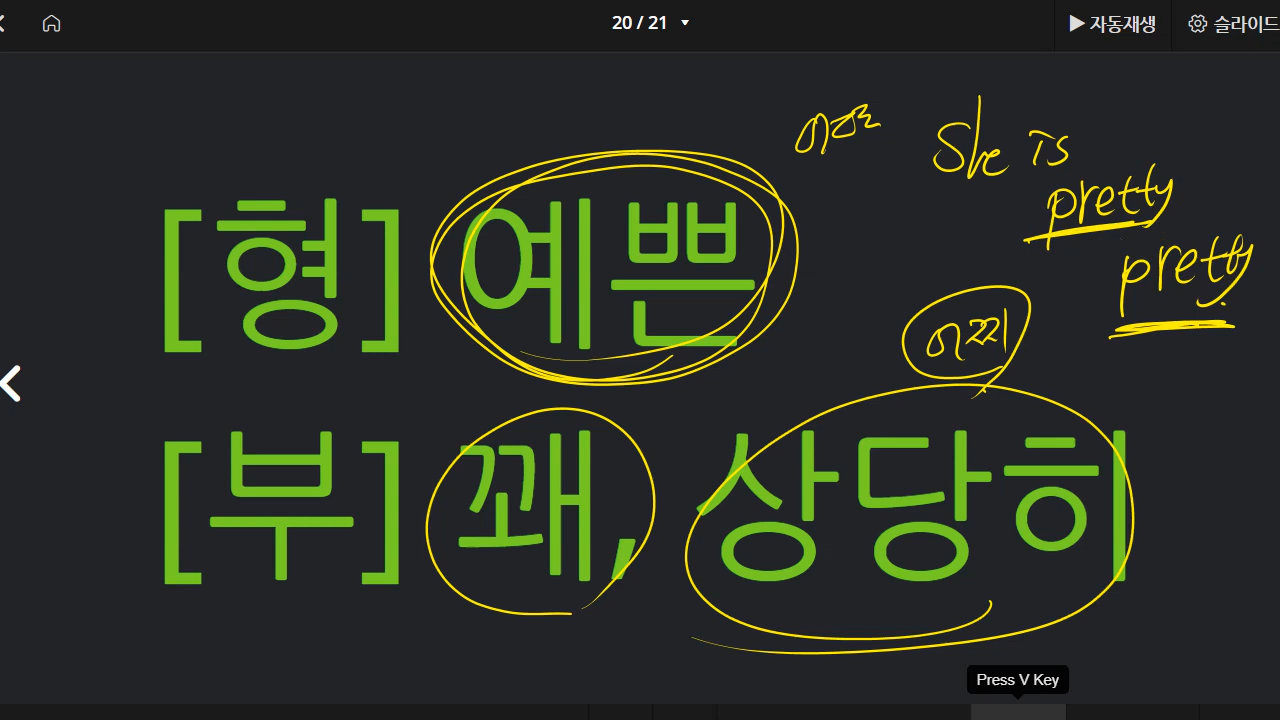 20 / 21
▶ 자동재생
슬라이드
She is
pretty
pretty
[형] 예쁜
[부] 꽤, 상당히
Press V Key